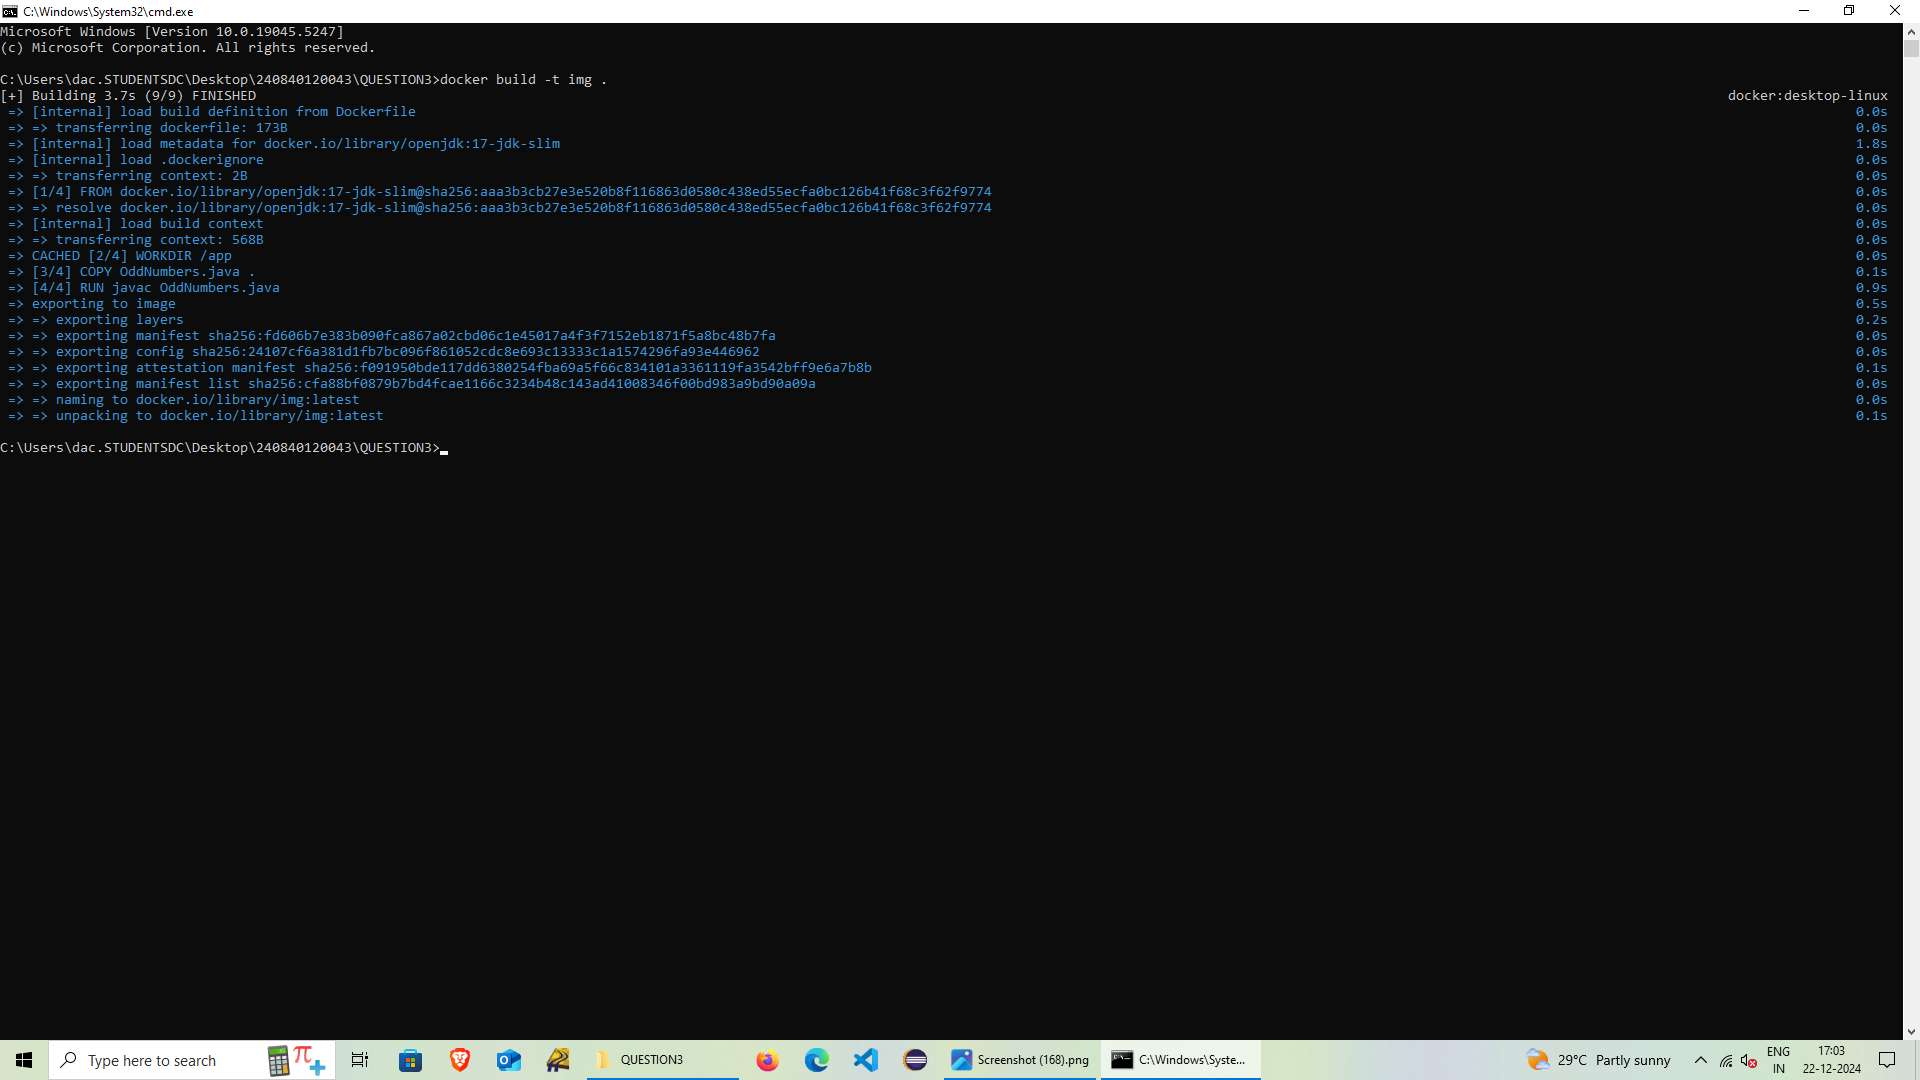 C:\Windows\System32\cmd.exe
Microsoft Windows [Version 10.0.19045.5247]
(c) Microsoft Corporation. All rights reserved.
C:\Users\dac.STUDENTSDC\Desktop\240840120043\QUESTION3>docker build -t img .
[+] Building 3.7s (9/9) FINISHED docker:desktop-linux
=> [internal] load build definition from Dockerfile 0.0s
=> => transferring dockerfile: 173B 0.0s
=> [internal] load metadata for docker.io/library/openjdk:17-jdk-slim 1.8s
=> [internal] load .dockerignore 0.0s
=> => transferring context: 2B 0.0s
=> [1/4] FROM docker.io/library/openjdk:17-jdk-slim@sha256:aaa3b3cb27e3e520b8f116863d0580c438ed55ecfa0bc126b41f68c3f62f9774 0.0s
=> => resolve docker.io/library/openjdk:17-jdk-slim@sha256:aaa3b3cb27e3e520b8f116863d0580c438ed55ecfa0bc126b41f68c3f62f9774 0.0s
=> [internal] load build context 0.0s
=> => transferring context: 568B 0.0s
=> CACHED [2/4] WORKDIR /app 0.0s
=> [3/4] COPY OddNumbers.java . 0.1s
=> [4/4] RUN javac OddNumbers.java 0.9s
=> exporting to image 0.5s
=> => exporting layers 0.2s
=> => exporting manifest sha256:fd606b7e383b090fca867a02cbd06c1e45017a4f3f7152eb1871f5a8bc48b7fa 0.0s
=> => exporting config sha256:24107cf6a381d1fb7bc096f861052cdc8e693c13333c1a1574296fa93e446962 0.0s
=> => exporting attestation manifest sha256:f091950bde117dd6380254fba69a5f66c834101a3361119fa3542bff9e6a7b8b 0.1s
=> => exporting manifest list sha256:cfa88bf0879b7bd4fcae1166c3234b48c143ad41008346f00bd983a9bd90a09a 0.0s
=> => naming to docker.io/library/img:latest 0.0s
=> => unpacking to docker.io/library/img:latest 0.1s
C:\Users\dac.STUDENTSDC\Desktop\240840120043\QUESTION3>
Type here to search QUESTION3 Screenshot (168).png C:\Windows\Syste... 29°C Partly sunny
ENG 17:03
IN 22-12-2024